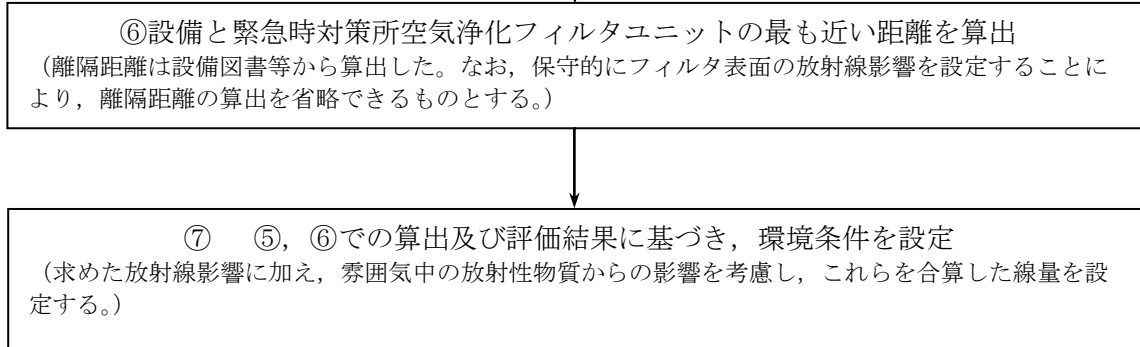 ⑥設備と緊急時対策所空気浄化フィルタユニットの最も近い距離を算出
（離隔距離は設備図書等から算出した。なお，保守的にフィルタ表面の放射線影響を設定することに
より，離隔距離の算出を省略できるものとする。）
⑦　⑤，⑥での算出及び評価結果に基づき，環境条件を設定
（求めた放射線影響に加え，雰囲気中の放射性物質からの影響を考慮し，これらを合算した線量を設
定する。）